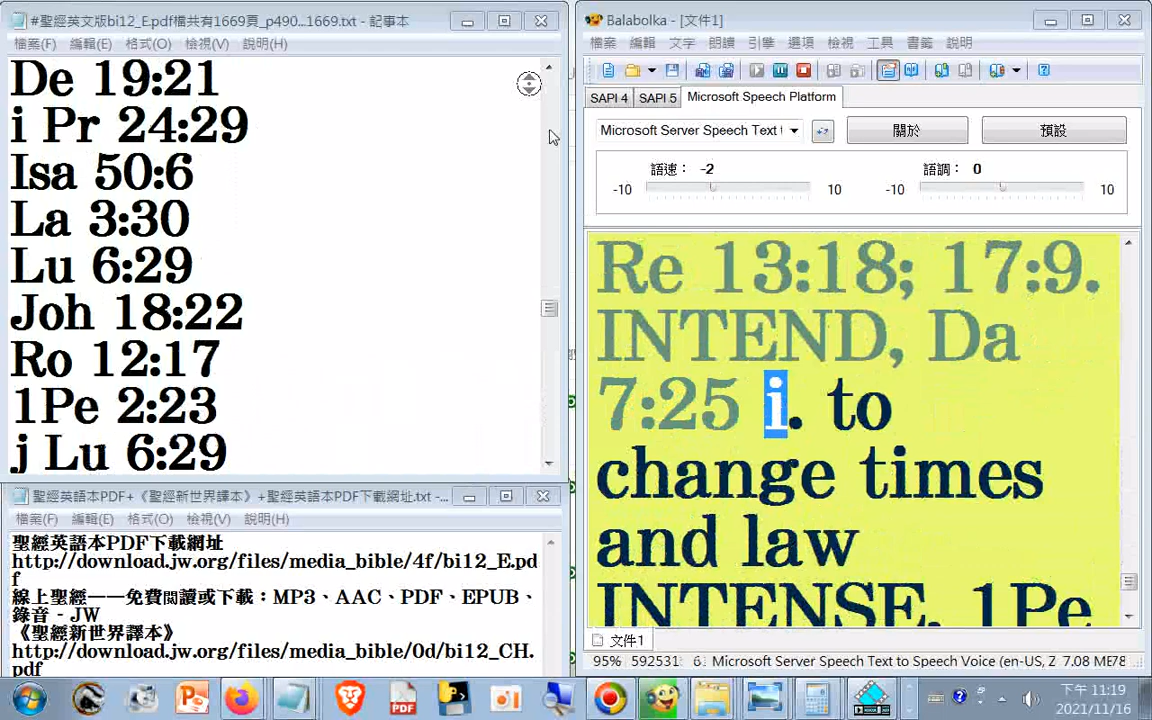 #聖經英文版bi12_E.pdf檔共有1669頁_p490...1669.txt - 記事本
檔案(F) 編輯(E) 格式(O) 檢視(V) 說明(H)
De 19:21
i Pr 24:29
Isa 50:6
La 3:30
Lu 6:29
Joh 18:22
Ro 12:17
1Pe 2:23
j Lu 6:29
聖經英語本PDF+《聖經新世界譯本》+聖經英語本PDF下載網址.txt - ...
檔案(F) 編輯(E) 格式(O) 檢視(V) 說明(H)
聖經英語本PDF下載網址
http://download.jw.org/files/media_bible/4f/bi12_E.pd
f
線上聖經——免費閱讀或下載：MP3、AAC、PDF、EPUB、
錄音 - JW
《聖經新世界譯本》
http://download.jw.org/files/media_bible/0d/bi12_CH.
pdf
Balabolka - [文件1]
檔案 編輯 文字 朗讀 引擎 選項 檢視 工具 書籤 說明
SAPI 4 SAPI 5 Microsoft Speech Platform
Microsoft Server Speech Text 關於 預設
語速： -2 語調： 0
-10 10 -10 10
Re 13:18; 17:9.
INTEND, Da
7:25 i. to
change times
and law
INTENSE, 1Pe
文件1
95% 592531 6 Microsoft Server Speech Text to Speech Voice (en-US, Z 7.08 ME78
PDF
下午 11:19
2021/11/16